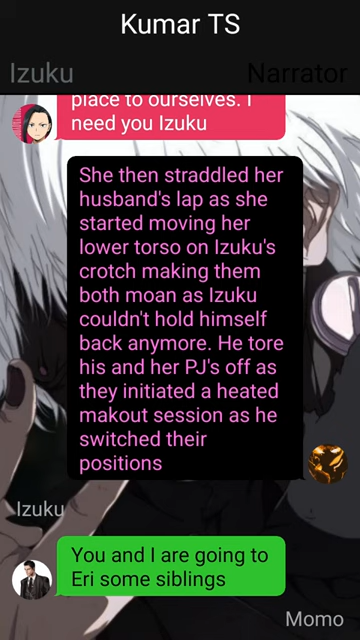 Kumar TS
Izuku
Narrator
place to ourselves. I
need you Izuku
She then straddled her
husband's lap as she
started moving her
lower torso on Izuku's
crotch making them
both moan as Izuku
couldn't hold himself
back anymore. He tore
his and her PJ's off as
they initiated a heated
makout session as he
switched their
positions
Izuku
You and I are going to
Eri some siblings
Momo